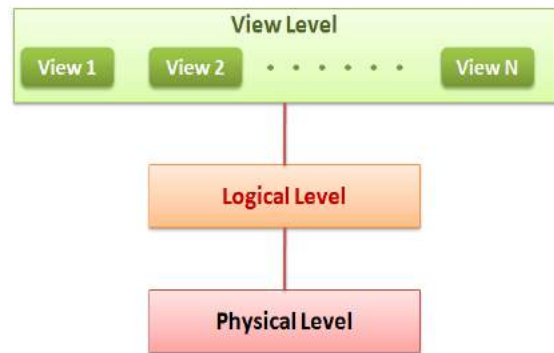 View Level
View 1 View 2 . . . . . . View N
Logical Level
Physical Level